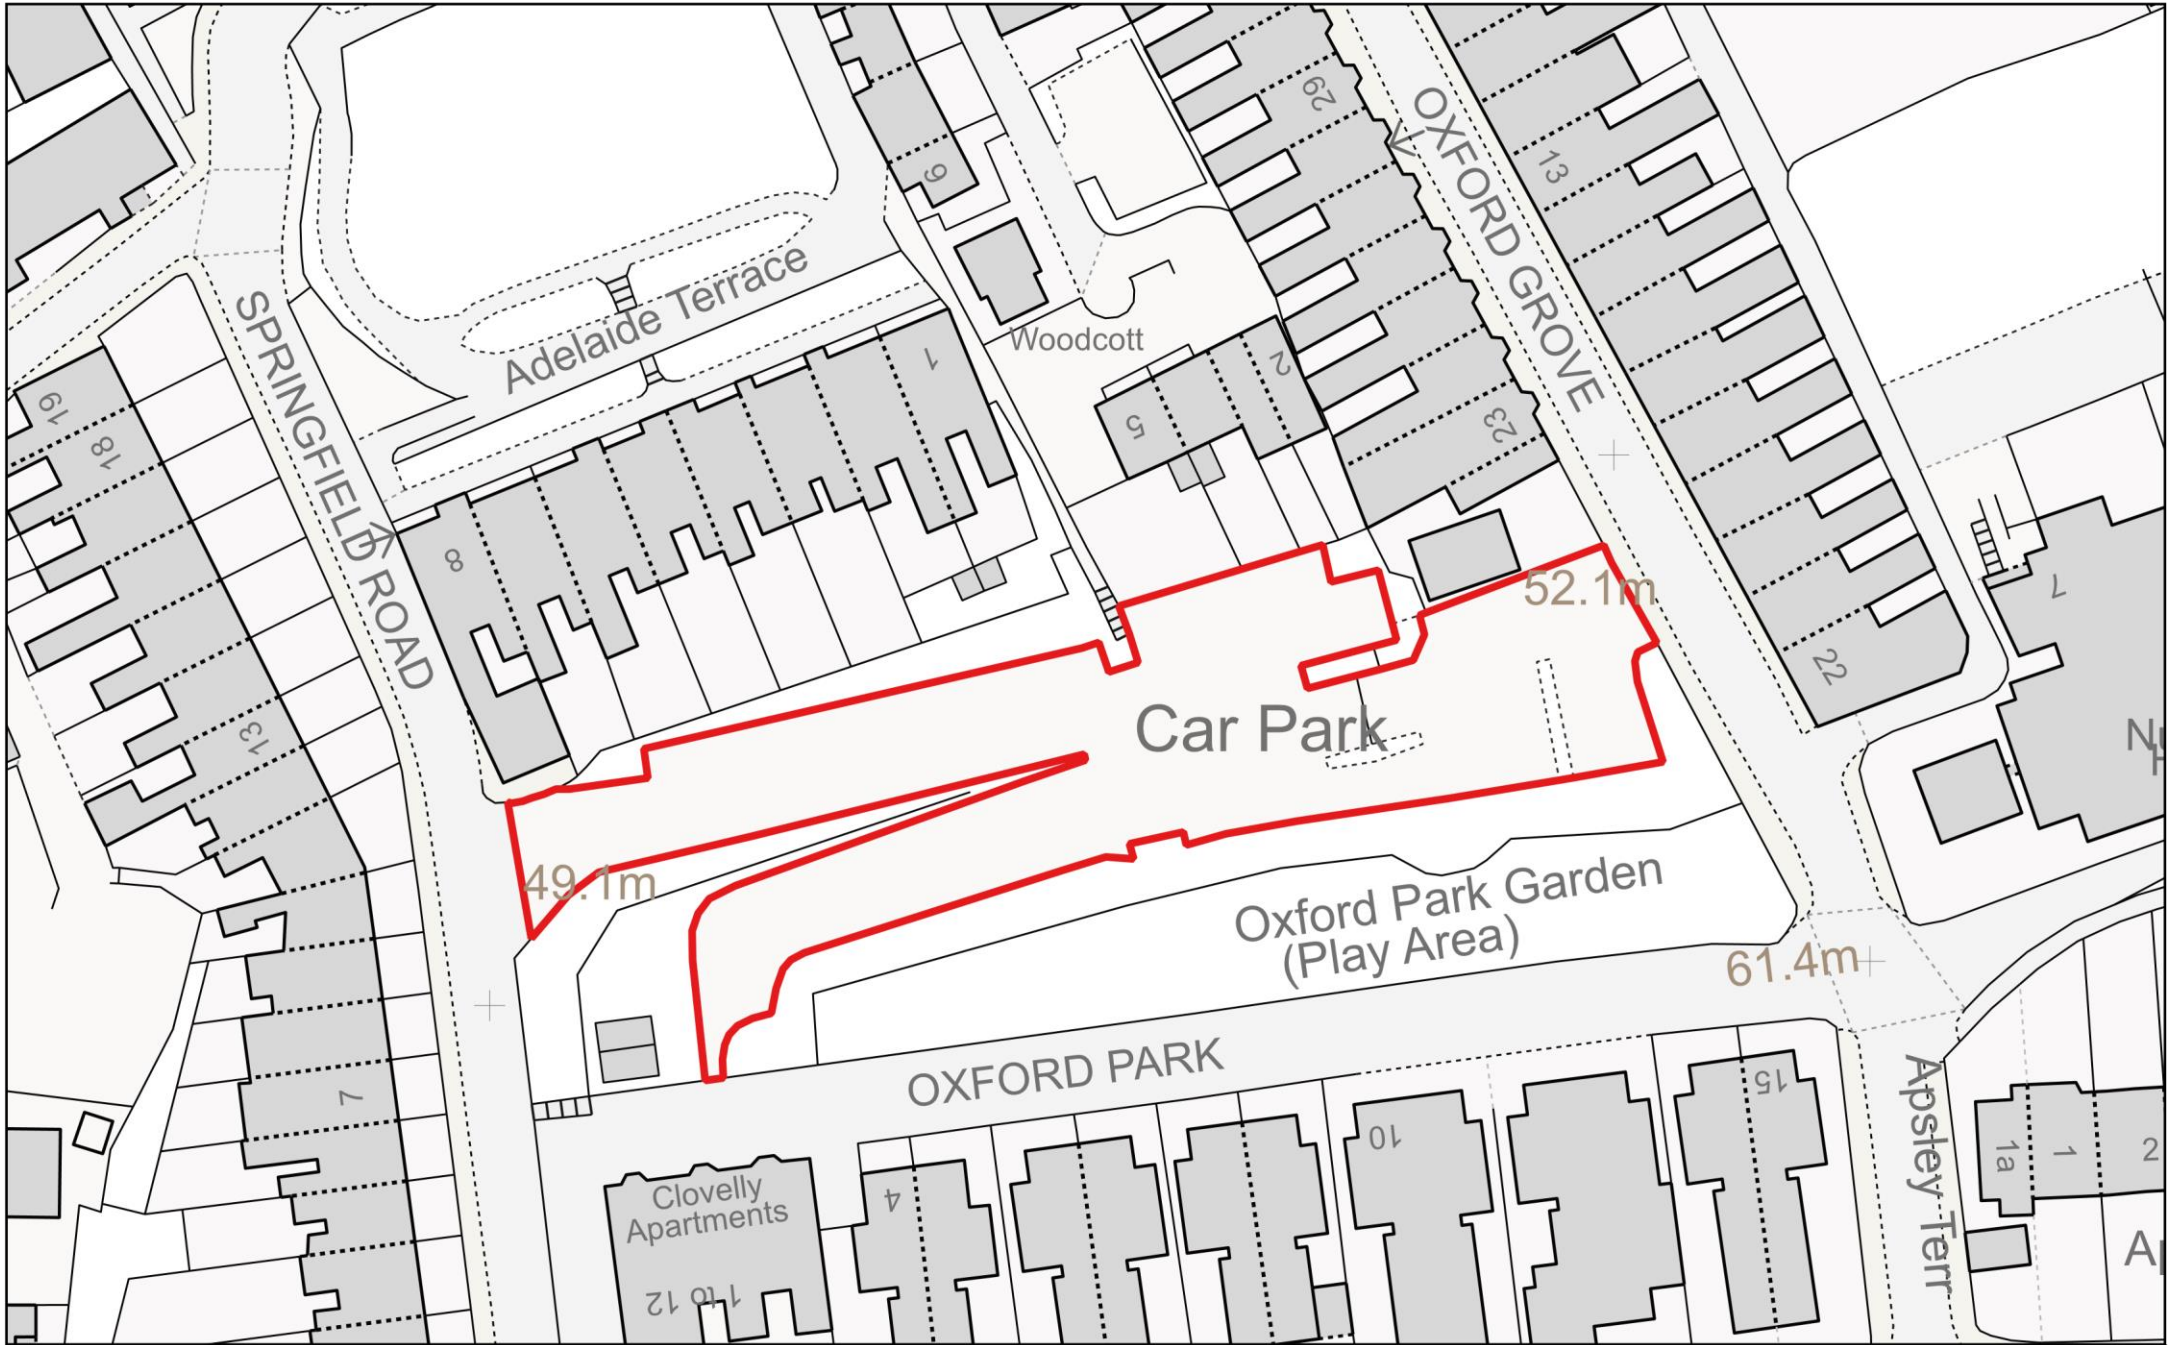 29
OXFORD GROVE
13
9
SPRINGFIELD ROAD
Adelaide Terrace
Woodcott
1
2
5
19
18
23
8
52.1m
7
22
Car Park
13
49.1m
Oxford Park Garden
(Play Area)
61.4m
OXFORD PARK
7
15
10
Apsley Terr
1a
1
2
Clovelly
Apartments
4
1 to 12